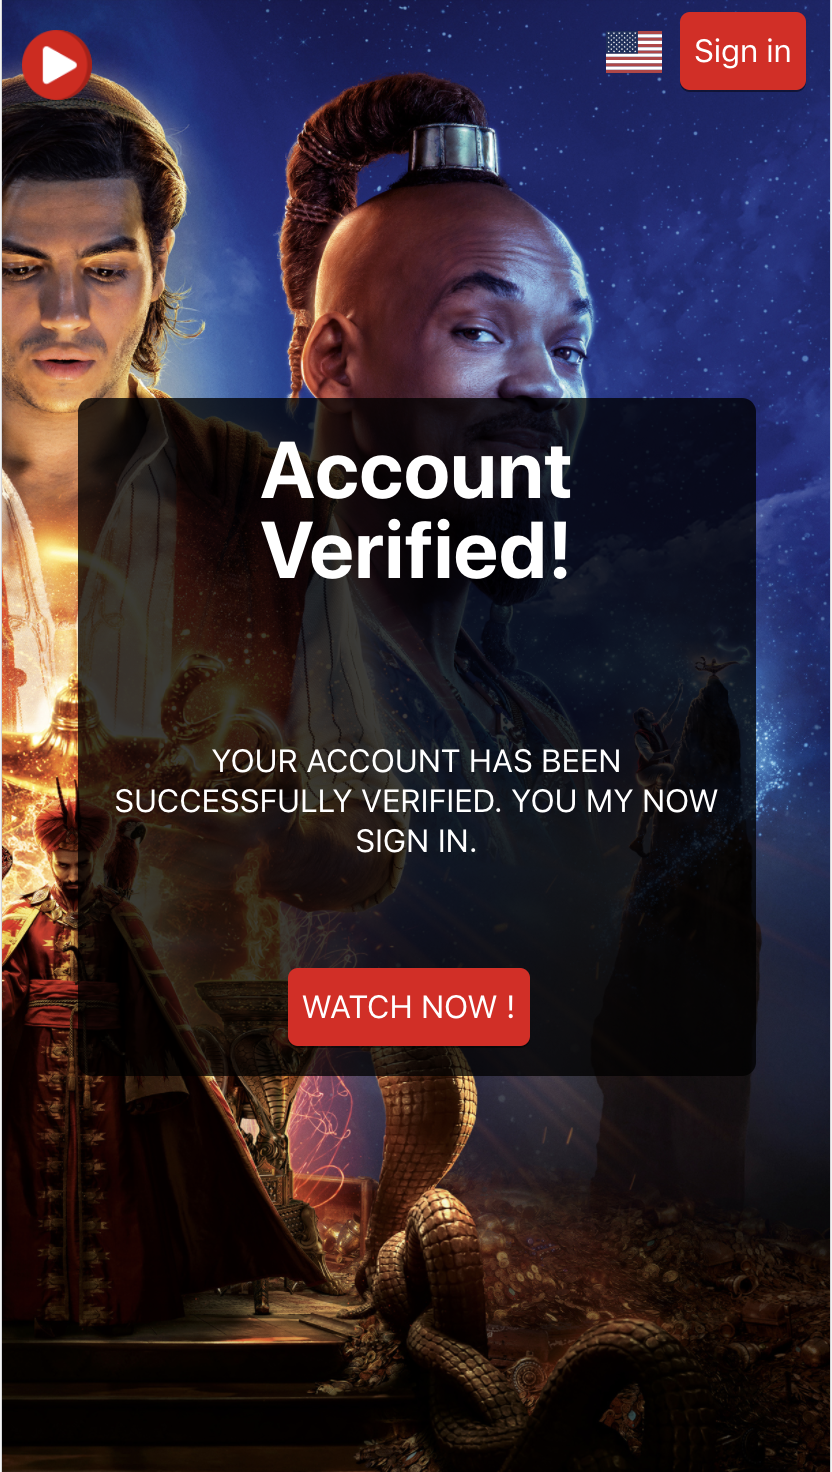 Sign in
Account
Verified!
YOUR ACCOUNT HAS BEEN
SUCCESSFULLY VERIFIED. YOU MY NOW
SIGN IN.
WATCH NOW !